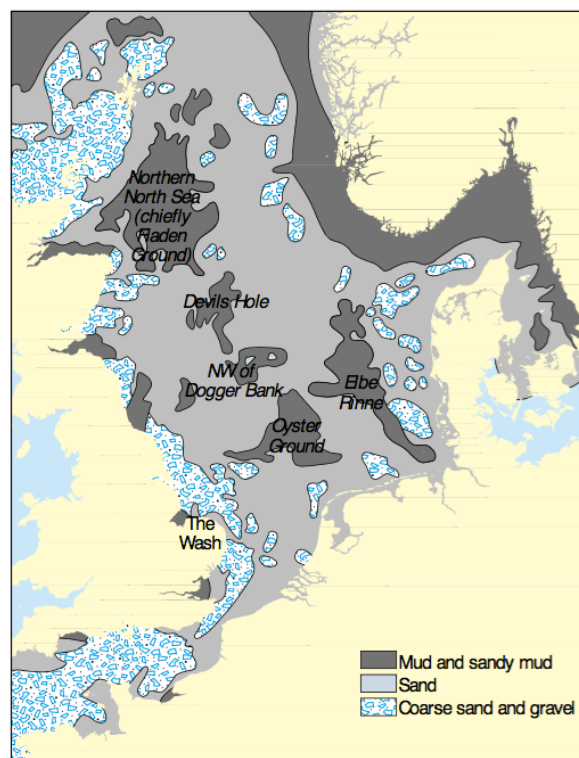 Northern
North Sea
(chiefly
Fladen
Ground)
Devils Hole
NW of
Dogger Bank
Elbe
Rinne
Oyster
Ground
The
Wash
Mud and sandy mud
Sand
Coarse sand and gravel